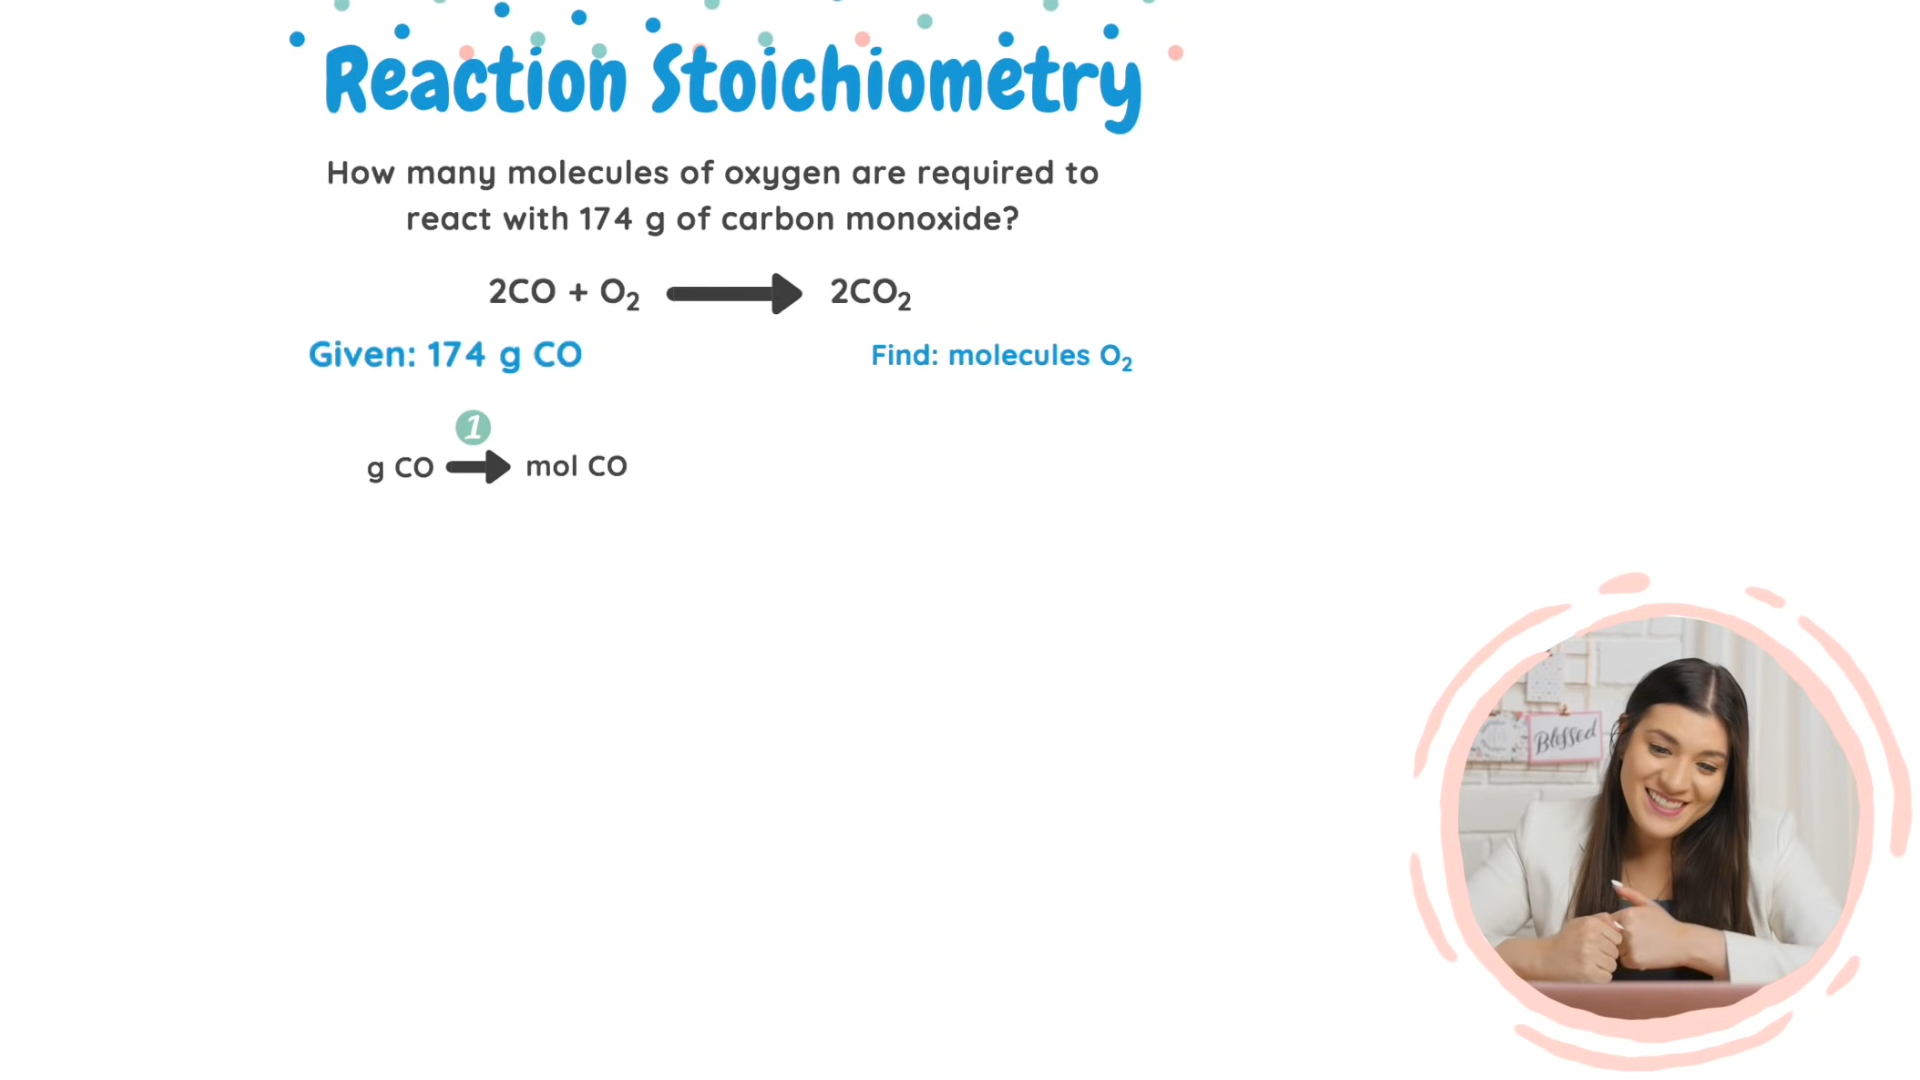 Reaction Stoichiometry
How many molecules of oxygen are required to
react with 174 g of carbon monoxide?
2CO + O₂ → 2CO₂
Given: 174 g CO
Find: molecules O₂
1
g CO → mol CO
Blessed